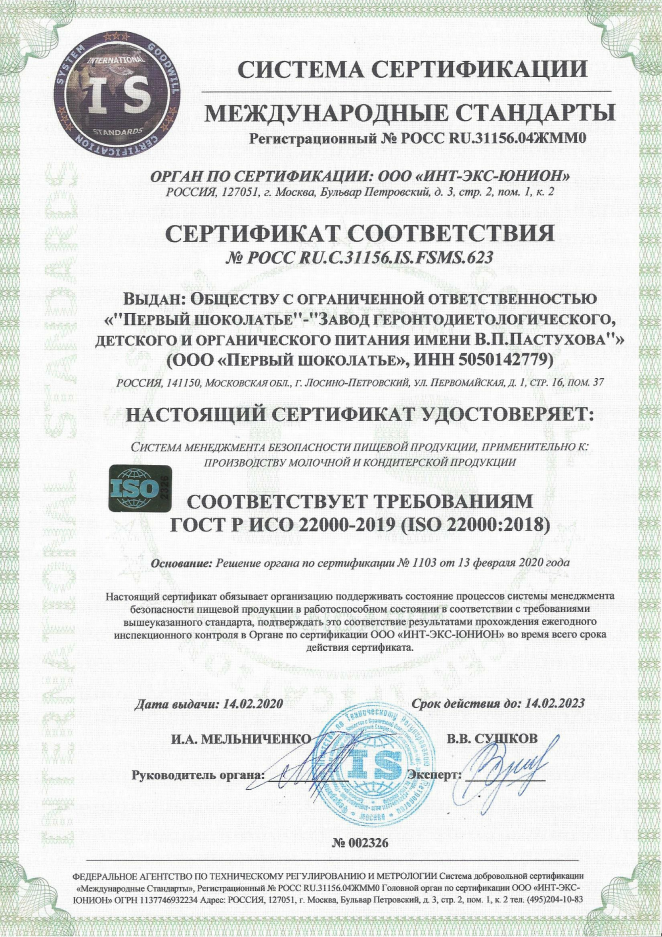 SYSTEM GOODWILL
INTERNATIONAL
IS
STANDARDS
CERTIFICATION
СИСТЕМА СЕРТИФИКАЦИИ
МЕЖДУНАРОДНЫЕ СТАНДАРТЫ
Регистрационный № РОСС RU.31156.04ЖММ0
ОРГАН ПО СЕРТИФИКАЦИИ: ООО «ИНТ-ЭКС-ЮНИОН»
РОССИЯ, 127051, г. Москва, Бульвар Петровский, д. 3, стр. 2, пом. 1, к. 2
СЕРТИФИКАТ СООТВЕТСТВИЯ
№ РОСС RU.C.31156.IS.FSMS.623
Выдан: Обществу с ограниченной ответственностью
«"Первый шоколатье"-"Завод геронтодиетологического,
детского и органического питания имени В.П.Пастухова"»
(ООО «Первый шоколатье», ИНН 5050142779)
РОССИЯ, 141150, Московская обл., г. Лосино-Петровский, ул. Первомайская, д. 1, стр. 16, пом. 37
НАСТОЯЩИЙ СЕРТИФИКАТ УДОСТОВЕРЯЕТ:
Система менеджмента безопасности пищевой продукции, применительно к:
производству молочной и кондитерской продукции
ISO
СООТВЕТСТВУЕТ ТРЕБОВАНИЯМ
ГОСТ Р ИСО 22000-2019 (ISO 22000:2018)
Основание: Решение органа по сертификации № 1103 от 13 февраля 2020 года
Настоящий сертификат обязывает организацию поддерживать состояние процессов системы менеджмента
безопасности пищевой продукции в работоспособном состоянии в соответствии с требованиями
вышеуказанного стандарта, подтверждать это соответствие результатами прохождения ежегодного
инспекционного контроля в Органе по сертификации ООО «ИНТ-ЭКС-ЮНИОН» во время всего срока
действия сертификата.
Дата выдачи: 14.02.2020
Срок действия до: 14.02.2023
И.А. МЕЛЬНИЧЕНКО
В.В. СУШКОВ
Руководитель органа:
IS
Эксперт:
№ 002326
ФЕДЕРАЛЬНОЕ АГЕНТСТВО ПО ТЕХНИЧЕСКОМУ РЕГУЛИРОВАНИЮ И МЕТРОЛОГИИ Система добровольной сертификации
«Международные Стандарты», Регистрационный № РОСС RU.31156.04ЖММ0 Головной орган по сертификации ООО «ИНТ-ЭКС-
ЮНИОН» ОГРН 1137746932234 Адрес: РОССИЯ, 127051, г. Москва, Бульвар Петровский, д. 3, стр. 2, пом. 1, к. 2 тел. (495)204-10-83
INTERNATIONAL STANDARDS